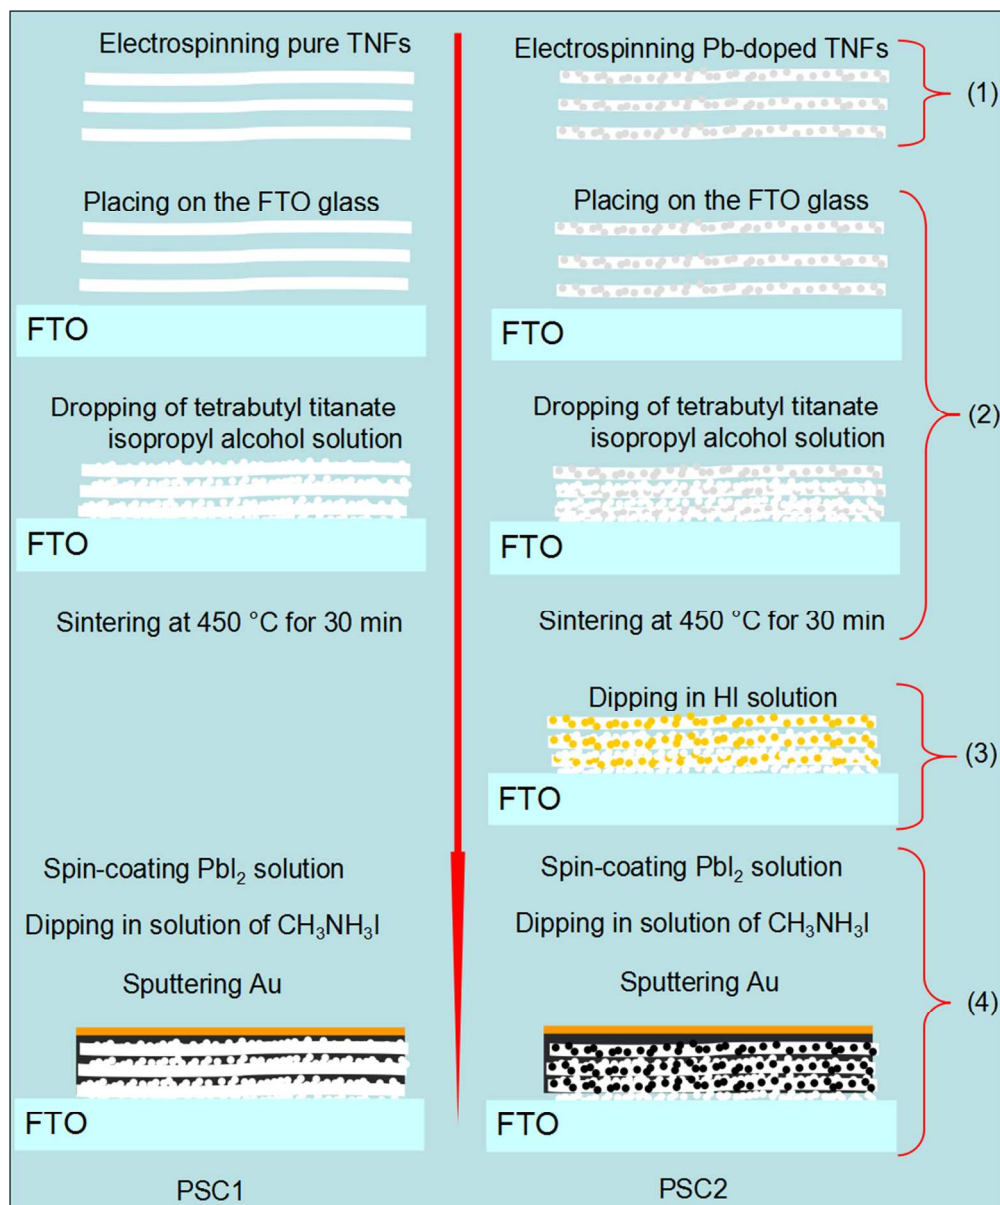 Electrospinning pure TNFs
Electrospinning Pb-doped TNFs
(1)
Placing on the FTO glass
Placing on the FTO glass
FTO
FTO
Dropping of tetrabutyl titanate
isopropyl alcohol solution
Dropping of tetrabutyl titanate
isopropyl alcohol solution
(2)
FTO
FTO
Sintering at 450 °C for 30 min
Sintering at 450 °C for 30 min
Dipping in HI solution
(3)
FTO
Spin-coating PbI₂ solution
Spin-coating PbI₂ solution
Dipping in solution of CH₃NH₃I
Dipping in solution of CH₃NH₃I
Sputtering Au
Sputtering Au
(4)
FTO
FTO
PSC1
PSC2